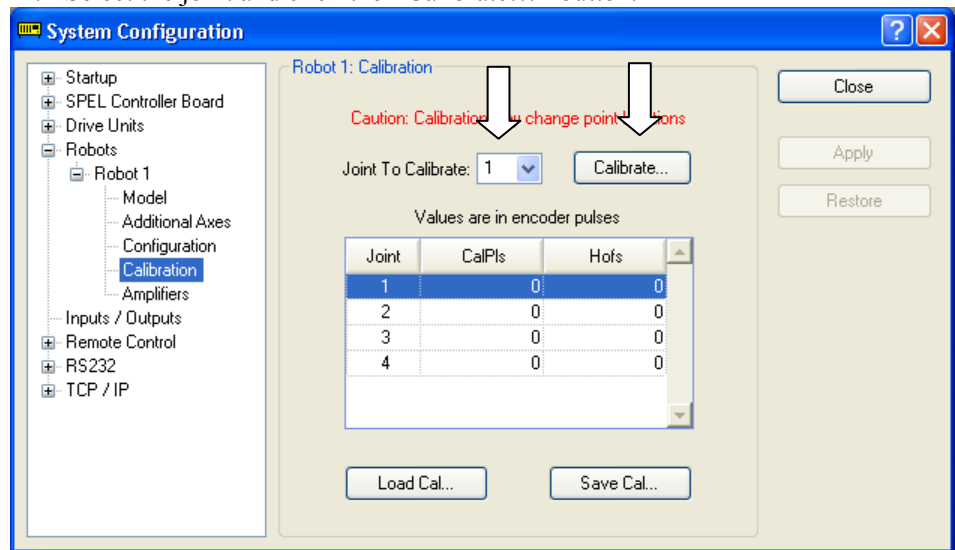 System Configuration
Startup
SPEL Controller Board
Drive Units
Robots
Robot 1
Model
Additional Axes
Configuration
Calibration
Amplifiers
Inputs / Outputs
Remote Control
RS232
TCP / IP
Robot 1: Calibration
Caution: Calibration change point
Joint To Calibrate: 1
Calibrate...
Values are in encoder pulses
Joint CalPls Hofs
1 0 0
2 0 0
3 0 0
4 0 0
Load Cal...
Save Cal...
Close
Apply
Restore